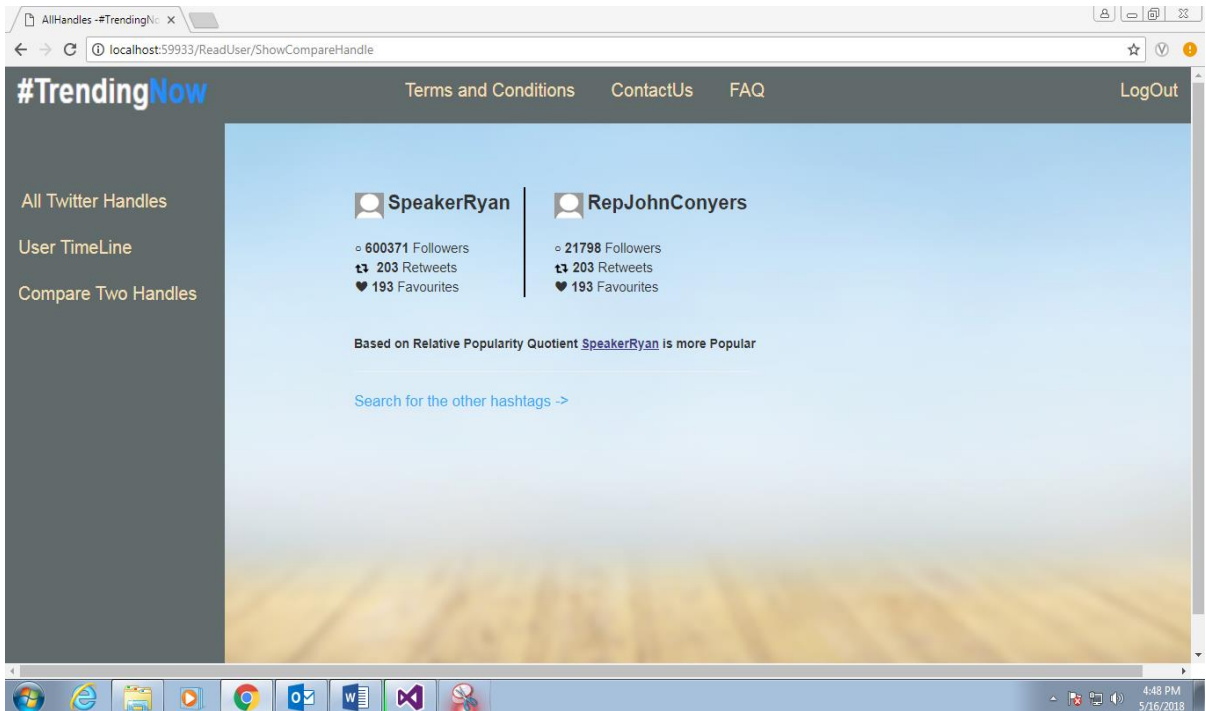 AllHandles -#TrendingNo
localhost:59933/ReadUser/ShowCompareHandle
#TrendingNow
Terms and Conditions
ContactUs
FAQ
LogOut
All Twitter Handles
User TimeLine
Compare Two Handles
SpeakerRyan
600371 Followers
203 Retweets
193 Favourites
RepJohnConyers
21798 Followers
203 Retweets
193 Favourites
Based on Relative Popularity Quotient SpeakerRyan is more Popular
Search for the other hashtags ->
4:48 PM
5/16/2018